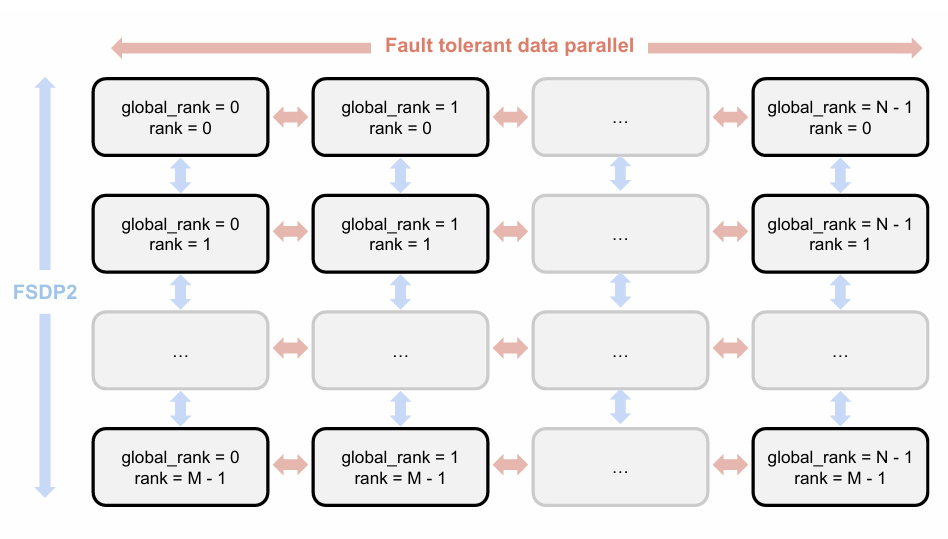 Fault tolerant data parallel
global_rank = 0
rank = 0
global_rank = 1
rank = 0
...
global_rank = N - 1
rank = 0
global_rank = 0
rank = 1
global_rank = 1
rank = 1
...
global_rank = N - 1
rank = 1
FSDP2
...
...
...
...
global_rank = 0
rank = M - 1
global_rank = 1
rank = M - 1
...
global_rank = N - 1
rank = M - 1